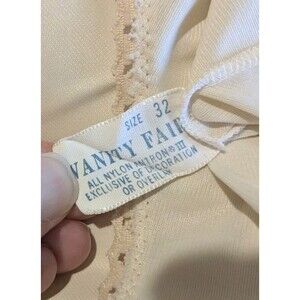 SIZE 32
VANITY FAIR
ALL NYLON ANTRON® III
EXCLUSIVE OF DECORATION
OR OVERLAY